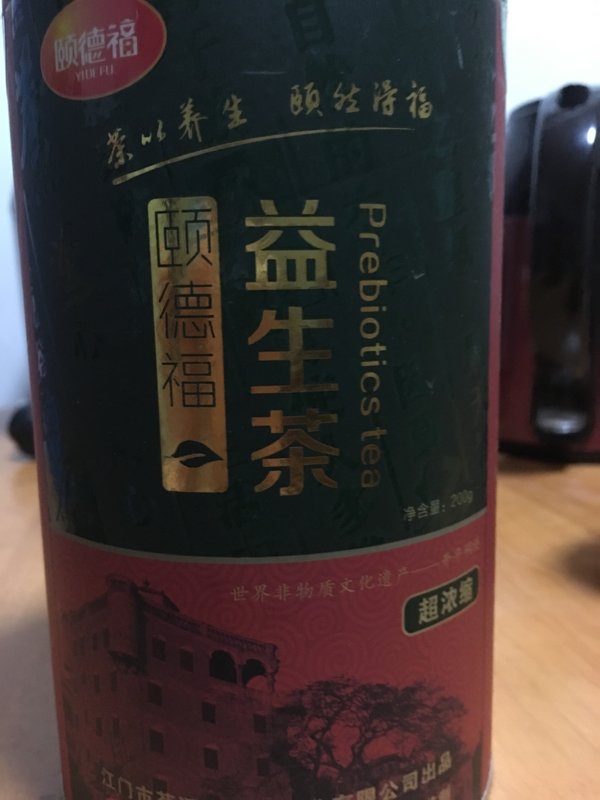 颐德福
YIDEFU
茶以养生 颐然得福
颐德福
益生茶
Prebiotics tea
净含量：200g
世界非物质文化遗产——
超浓缩
江门市
有限公司出品